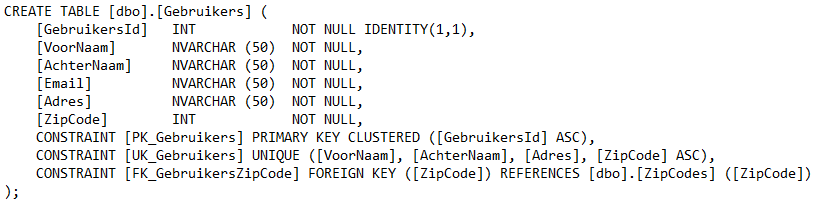 CREATE TABLE [dbo].[Gebruikers] (
    [GebruikersId]   INT            NOT NULL IDENTITY(1,1),
    [VoorNaam]       NVARCHAR (50)  NOT NULL,
    [AchterNaam]     NVARCHAR (50)  NOT NULL,
    [Email]          NVARCHAR (50)  NOT NULL,
    [Adres]          NVARCHAR (50)  NOT NULL,
    [ZipCode]        INT            NOT NULL,
    CONSTRAINT [PK_Gebruikers] PRIMARY KEY CLUSTERED ([GebruikersId] ASC),
    CONSTRAINT [UK_Gebruikers] UNIQUE ([VoorNaam], [AchterNaam], [Adres], [ZipCode] ASC),
    CONSTRAINT [FK_GebruikersZipCode] FOREIGN KEY ([ZipCode]) REFERENCES [dbo].[ZipCodes] ([ZipCode])
);